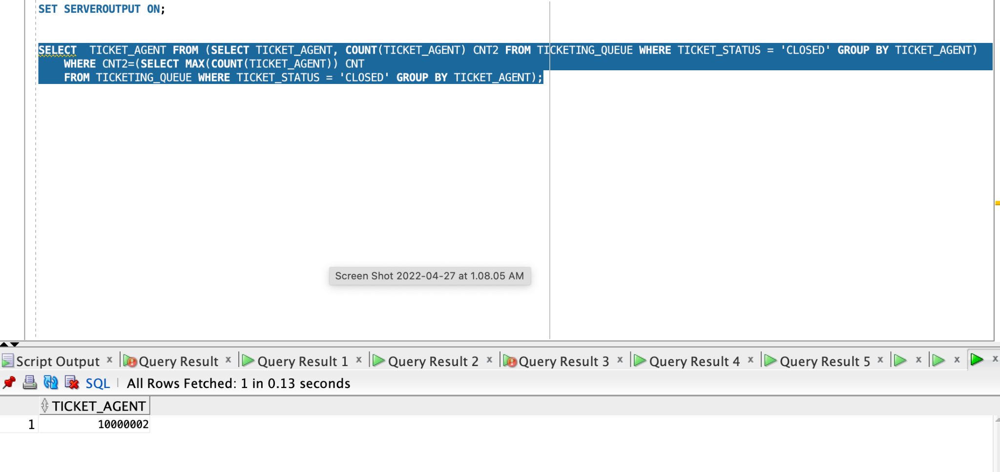 SET SERVEROUTPUT ON;
SELECT  TICKET_AGENT FROM (SELECT TICKET_AGENT, COUNT(TICKET_AGENT) CNT2 FROM TICKETING_QUEUE WHERE TICKET_STATUS = 'CLOSED' GROUP BY TICKET_AGENT)
WHERE CNT2=(SELECT MAX(COUNT(TICKET_AGENT)) CNT
FROM TICKETING_QUEUE WHERE TICKET_STATUS = 'CLOSED' GROUP BY TICKET_AGENT);
Screen Shot 2022-04-27 at 1.08.05 AM
Script Output x Query Result x Query Result 1 x Query Result 2 x Query Result 3 x Query Result 4 x Query Result 5 x x x x
SQL All Rows Fetched: 1 in 0.13 seconds
TICKET_AGENT
1 10000002